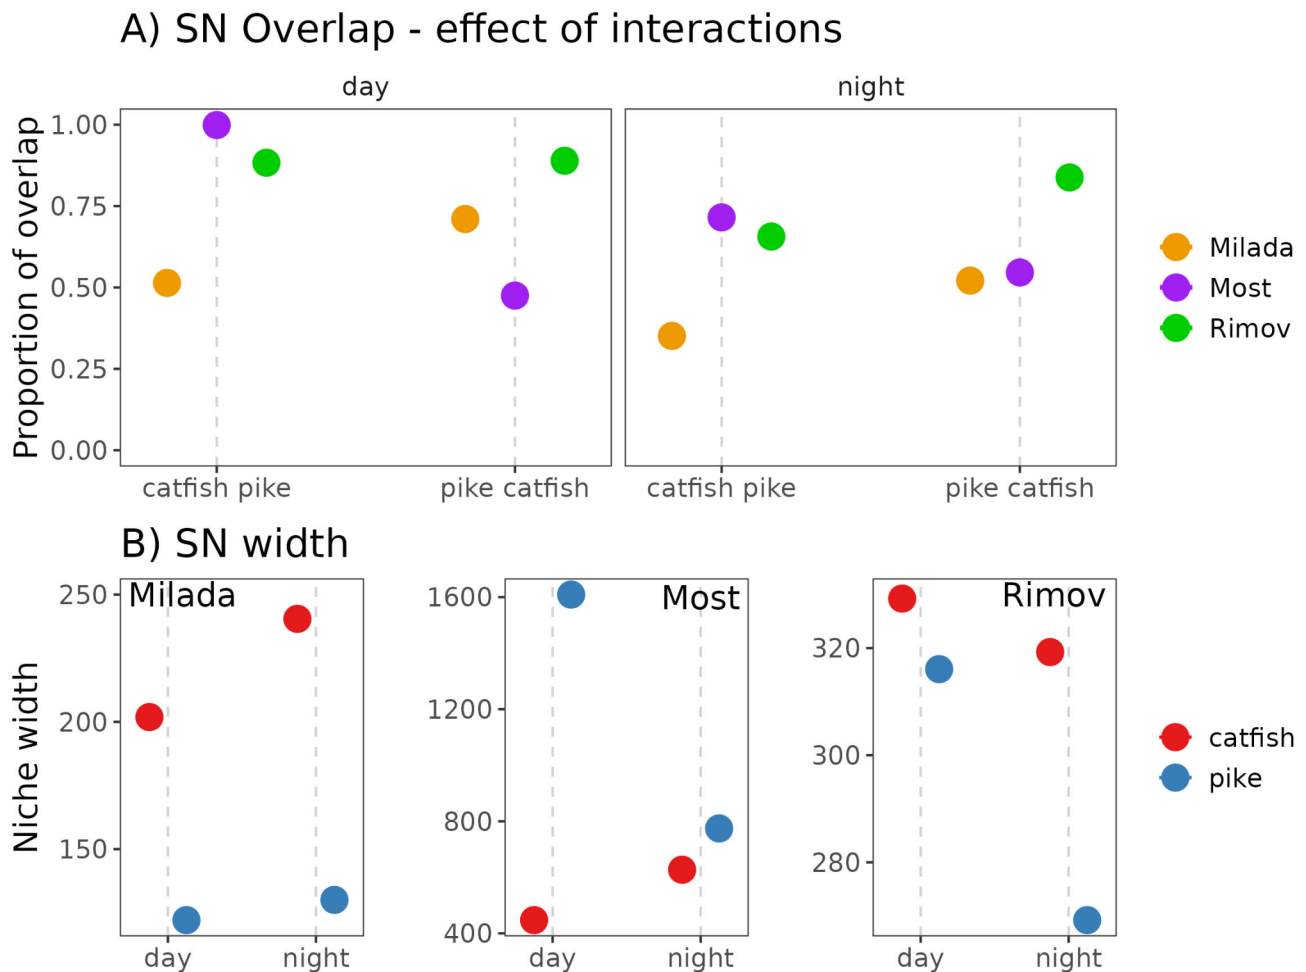 A) SN Overlap - effect of interactions
day
night
Proportion of overlap
1.00
0.75
0.50
0.25
0.00
catfish pike
pike catfish
catfish pike
pike catfish
Milada
Most
Rimov
B) SN width
Niche width
Milada
250
200
150
day
night
Most
1600
1200
800
400
day
night
Rimov
320
300
280
day
night
catfish
pike